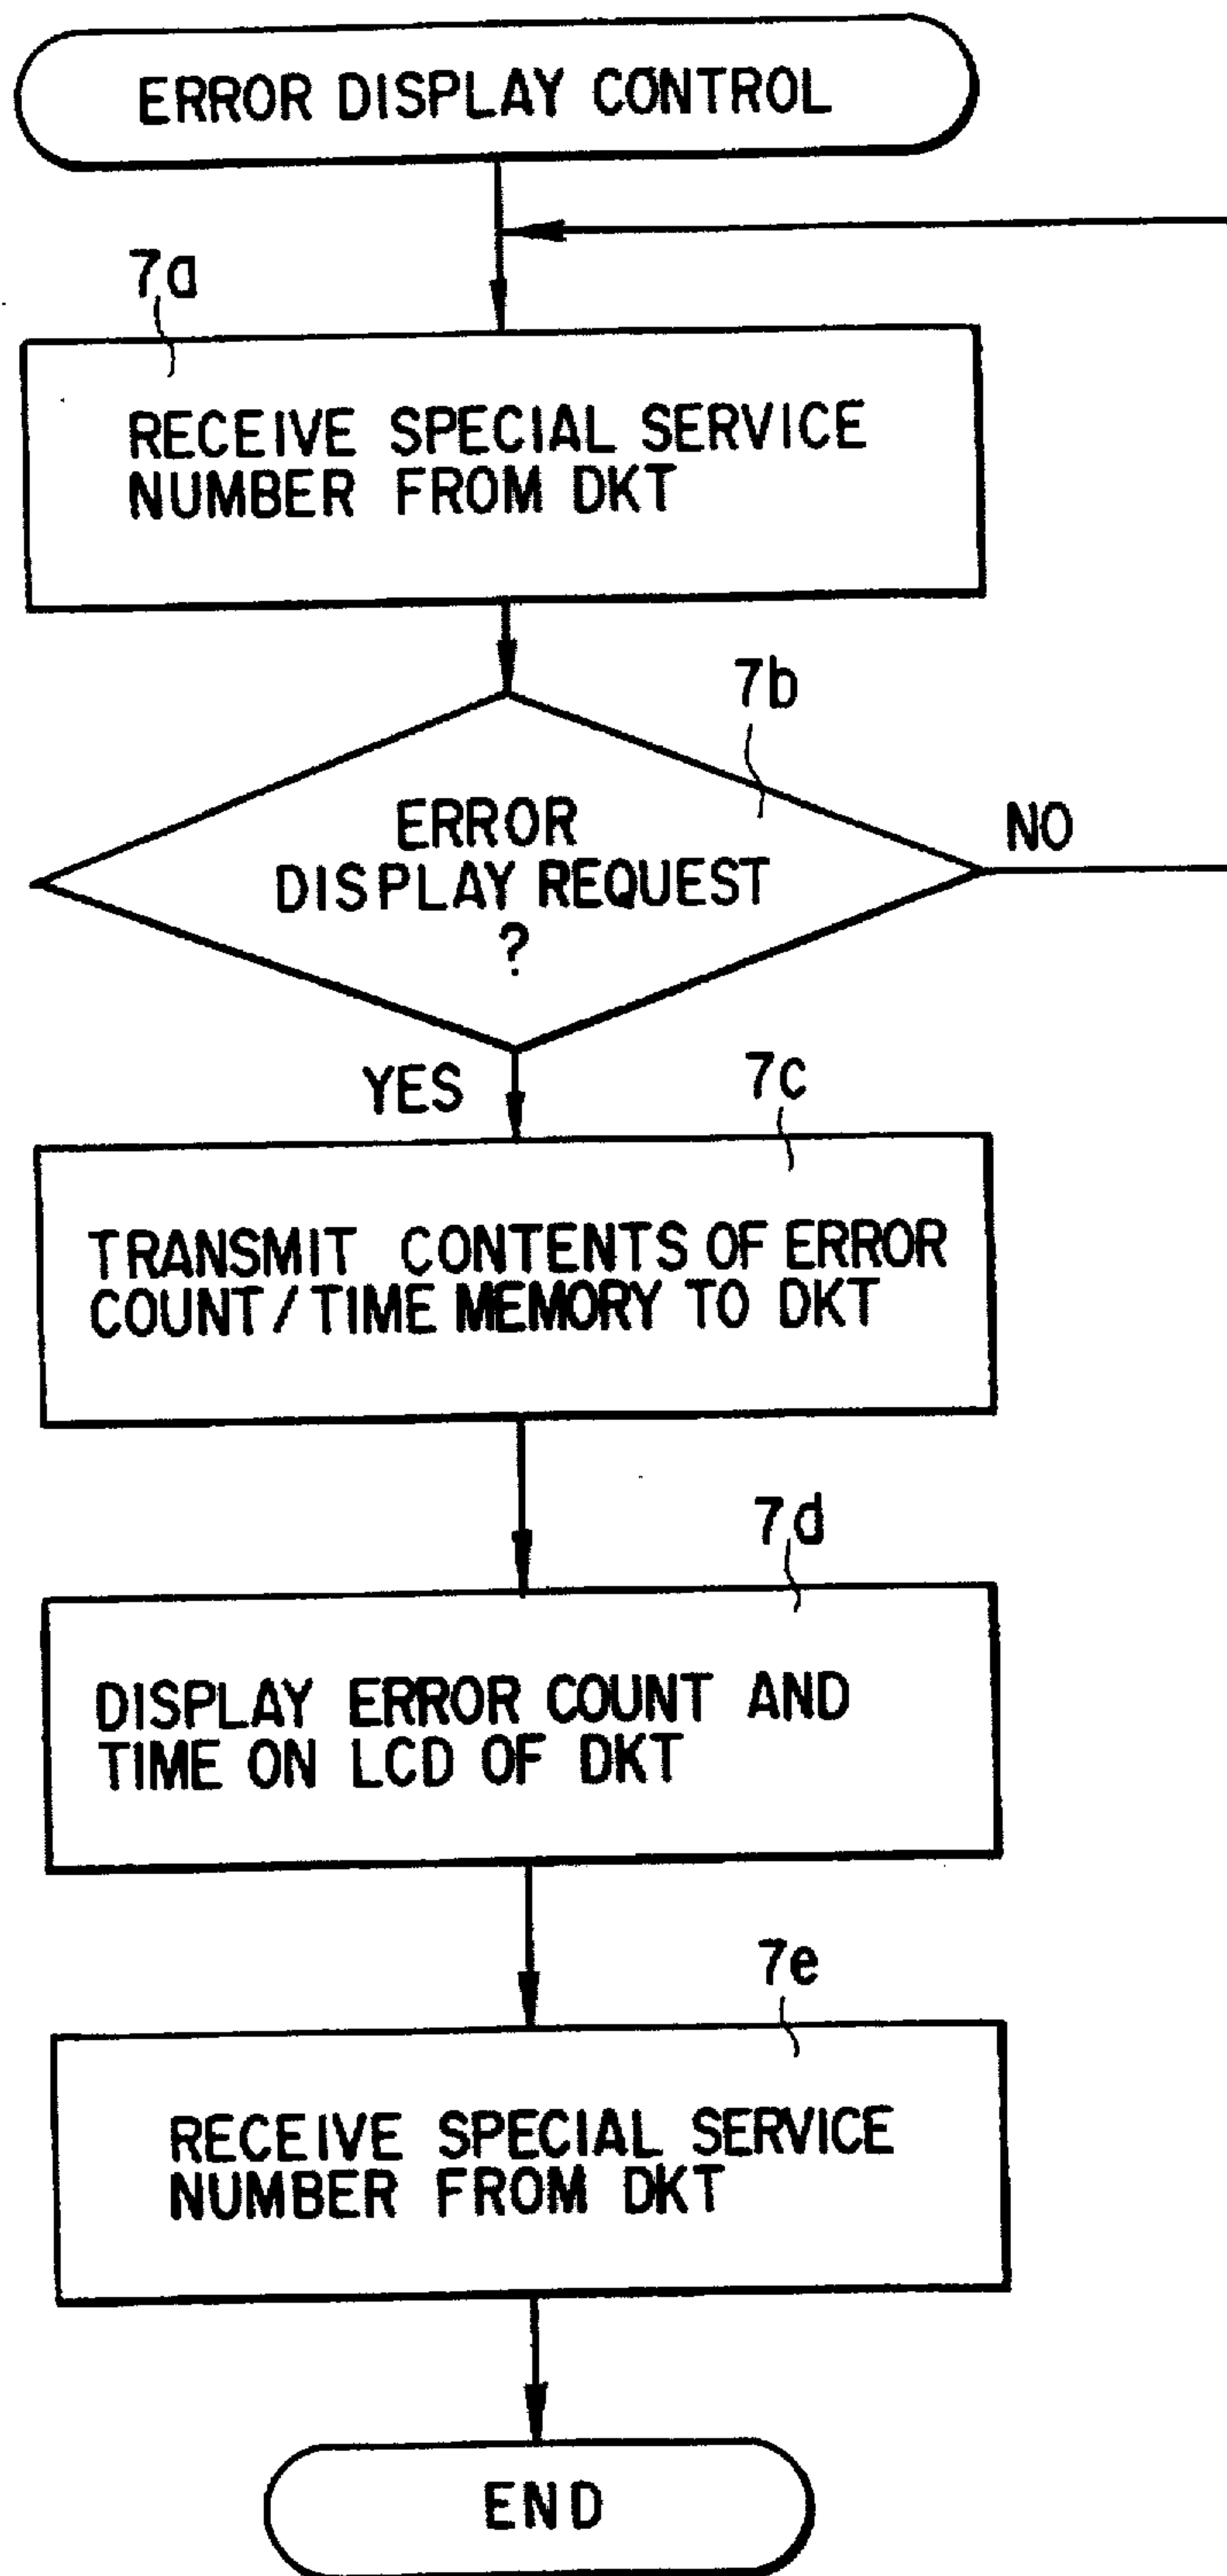 ERROR DISPLAY CONTROL
7a
RECEIVE SPECIAL SERVICE
NUMBER FROM DKT
7b
ERROR
DISPLAY REQUEST
?
NO
YES
7c
TRANSMIT CONTENTS OF ERROR
COUNT/TIME MEMORY TO DKT
7d
DISPLAY ERROR COUNT AND
TIME ON LCD OF DKT
7e
RECEIVE SPECIAL SERVICE
NUMBER FROM DKT
END